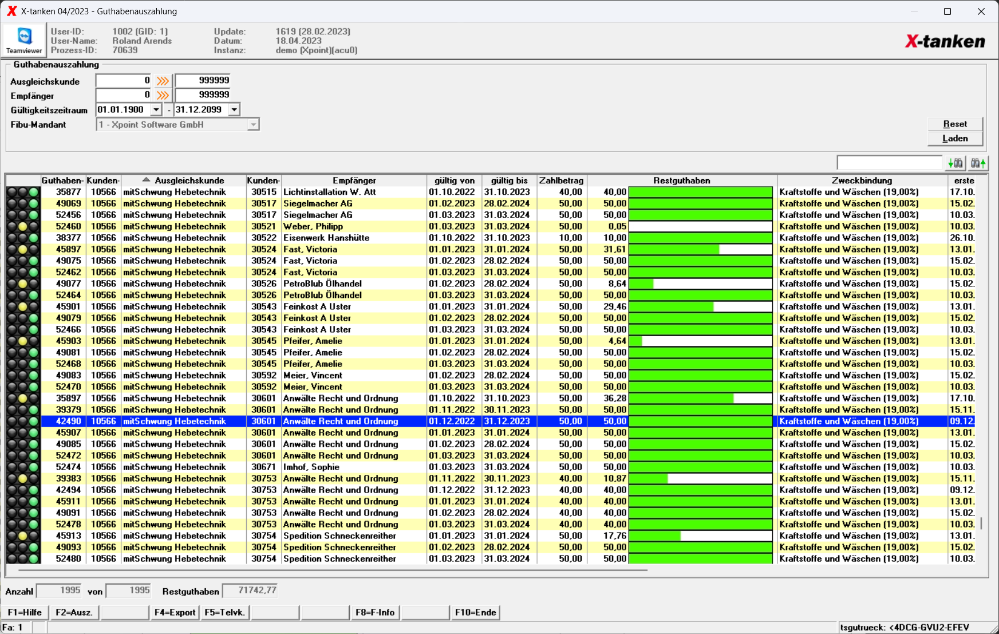 X-tanken 04/2023 - Guthabenauszahlung
Teamviewer
User-ID: 1002 (GID: 1) Update: 1619 (28.02.2023)
User-Name: Roland Arends Datum: 18.04.2023
Prozess-ID: 70639 Instanz: demo (Xpoint)(acu0)
X-tanken
Guthabenauszahlung
Ausgleichskunde 0 999999
Empfänger 0 999999
Gültigkeitszeitraum 01.01.1900 - 31.12.2099
Fibu-Mandant 1 - Xpoint Software GmbH
Reset
Laden
Guthaben- Kunden- Ausgleichskunde Kunden- Empfänger gültig von gültig bis Zahlbetrag Restguthaben Zweckbindung erste
35877 10566 mitSchwung Hebetechnik 30515 Lichtinstallation W. Att 01.10.2022 31.10.2023 40,00 40,00 Kraftstoffe und Wäschen (19,00%) 17.10.
49069 10566 mitSchwung Hebetechnik 30517 Siegelmacher AG 01.02.2023 28.02.2024 50,00 50,00 Kraftstoffe und Wäschen (19,00%) 15.02.
52456 10566 mitSchwung Hebetechnik 30517 Siegelmacher AG 01.03.2023 31.03.2024 50,00 50,00 Kraftstoffe und Wäschen (19,00%) 10.03.
52460 10566 mitSchwung Hebetechnik 30521 Weber, Philipp 01.03.2023 31.03.2024 50,00 0,05 Kraftstoffe und Wäschen (19,00%) 10.03.
38377 10566 mitSchwung Hebetechnik 30522 Eisenwerk Hanshütte 01.10.2022 31.10.2023 10,00 10,00 Kraftstoffe und Wäschen (19,00%) 26.10.
45897 10566 mitSchwung Hebetechnik 30524 Fast, Victoria 01.01.2023 31.01.2024 50,00 31,61 Kraftstoffe und Wäschen (19,00%) 13.01.
49075 10566 mitSchwung Hebetechnik 30524 Fast, Victoria 01.02.2023 28.02.2024 50,00 50,00 Kraftstoffe und Wäschen (19,00%) 15.02.
52462 10566 mitSchwung Hebetechnik 30524 Fast, Victoria 01.03.2023 31.03.2024 50,00 50,00 Kraftstoffe und Wäschen (19,00%) 10.03.
49077 10566 mitSchwung Hebetechnik 30526 PetroBlub Ölhandel 01.02.2023 28.02.2024 50,00 8,64 Kraftstoffe und Wäschen (19,00%) 15.02.
52464 10566 mitSchwung Hebetechnik 30526 PetroBlub Ölhandel 01.03.2023 31.03.2024 50,00 50,00 Kraftstoffe und Wäschen (19,00%) 10.03.
45901 10566 mitSchwung Hebetechnik 30543 Feinkost A Uster 01.01.2023 31.01.2024 50,00 29,46 Kraftstoffe und Wäschen (19,00%) 13.01.
49079 10566 mitSchwung Hebetechnik 30543 Feinkost A Uster 01.02.2023 28.02.2024 50,00 50,00 Kraftstoffe und Wäschen (19,00%) 15.02.
52466 10566 mitSchwung Hebetechnik 30543 Feinkost A Uster 01.03.2023 31.03.2024 50,00 50,00 Kraftstoffe und Wäschen (19,00%) 10.03.
45903 10566 mitSchwung Hebetechnik 30545 Pfeifer, Amelie 01.01.2023 31.01.2024 50,00 4,64 Kraftstoffe und Wäschen (19,00%) 13.01.
49081 10566 mitSchwung Hebetechnik 30545 Pfeifer, Amelie 01.02.2023 28.02.2024 50,00 50,00 Kraftstoffe und Wäschen (19,00%) 15.02.
52468 10566 mitSchwung Hebetechnik 30545 Pfeifer, Amelie 01.03.2023 31.03.2024 50,00 50,00 Kraftstoffe und Wäschen (19,00%) 10.03.
49083 10566 mitSchwung Hebetechnik 30592 Meier, Vincent 01.02.2023 28.02.2024 50,00 50,00 Kraftstoffe und Wäschen (19,00%) 15.02.
52470 10566 mitSchwung Hebetechnik 30592 Meier, Vincent 01.03.2023 31.03.2024 50,00 50,00 Kraftstoffe und Wäschen (19,00%) 10.03.
35897 10566 mitSchwung Hebetechnik 30601 Anwälte Recht und Ordnung 01.10.2022 31.10.2023 50,00 36,28 Kraftstoffe und Wäschen (19,00%) 17.10.
39379 10566 mitSchwung Hebetechnik 30601 Anwälte Recht und Ordnung 01.11.2022 30.11.2023 50,00 50,00 Kraftstoffe und Wäschen (19,00%) 15.11.
42490 10566 mitSchwung Hebetechnik 30601 Anwälte Recht und Ordnung 01.12.2022 31.12.2023 50,00 50,00 Kraftstoffe und Wäschen (19,00%) 09.12.
45907 10566 mitSchwung Hebetechnik 30601 Anwälte Recht und Ordnung 01.01.2023 31.01.2024 50,00 50,00 Kraftstoffe und Wäschen (19,00%) 13.01.
49085 10566 mitSchwung Hebetechnik 30601 Anwälte Recht und Ordnung 01.02.2023 28.02.2024 50,00 50,00 Kraftstoffe und Wäschen (19,00%) 15.02.
52472 10566 mitSchwung Hebetechnik 30601 Anwälte Recht und Ordnung 01.03.2023 31.03.2024 50,00 50,00 Kraftstoffe und Wäschen (19,00%) 10.03.
52474 10566 mitSchwung Hebetechnik 30671 Imhof, Sophie 01.03.2023 31.03.2024 50,00 50,00 Kraftstoffe und Wäschen (19,00%) 10.03.
39383 10566 mitSchwung Hebetechnik 30753 Anwälte Recht und Ordnung 01.11.2022 30.11.2023 40,00 10,87 Kraftstoffe und Wäschen (19,00%) 15.11.
42494 10566 mitSchwung Hebetechnik 30753 Anwälte Recht und Ordnung 01.12.2022 31.12.2023 40,00 40,00 Kraftstoffe und Wäschen (19,00%) 09.12.
45911 10566 mitSchwung Hebetechnik 30753 Anwälte Recht und Ordnung 01.01.2023 31.01.2024 40,00 40,00 Kraftstoffe und Wäschen (19,00%) 13.01.
49091 10566 mitSchwung Hebetechnik 30753 Anwälte Recht und Ordnung 01.02.2023 28.02.2024 40,00 40,00 Kraftstoffe und Wäschen (19,00%) 15.02.
52478 10566 mitSchwung Hebetechnik 30753 Anwälte Recht und Ordnung 01.03.2023 31.03.2024 40,00 40,00 Kraftstoffe und Wäschen (19,00%) 10.03.
45913 10566 mitSchwung Hebetechnik 30754 Spedition Schneckenreither 01.01.2023 31.01.2024 50,00 17,76 Kraftstoffe und Wäschen (19,00%) 13.01.
49093 10566 mitSchwung Hebetechnik 30754 Spedition Schneckenreither 01.02.2023 28.02.2024 50,00 50,00 Kraftstoffe und Wäschen (19,00%) 15.02.
52480 10566 mitSchwung Hebetechnik 30754 Spedition Schneckenreither 01.03.2023 31.03.2024 50,00 50,00 Kraftstoffe und Wäschen (19,00%) 10.03.
Anzahl 1995 von 1995 Restguthaben 71742,77
F1=Hilfe F2=Ausz. F4=Export F5=Telvk. F8=F-Info F10=Ende
Fa: 1 tsgutrueck: <4DCG-GVU2-EFEV